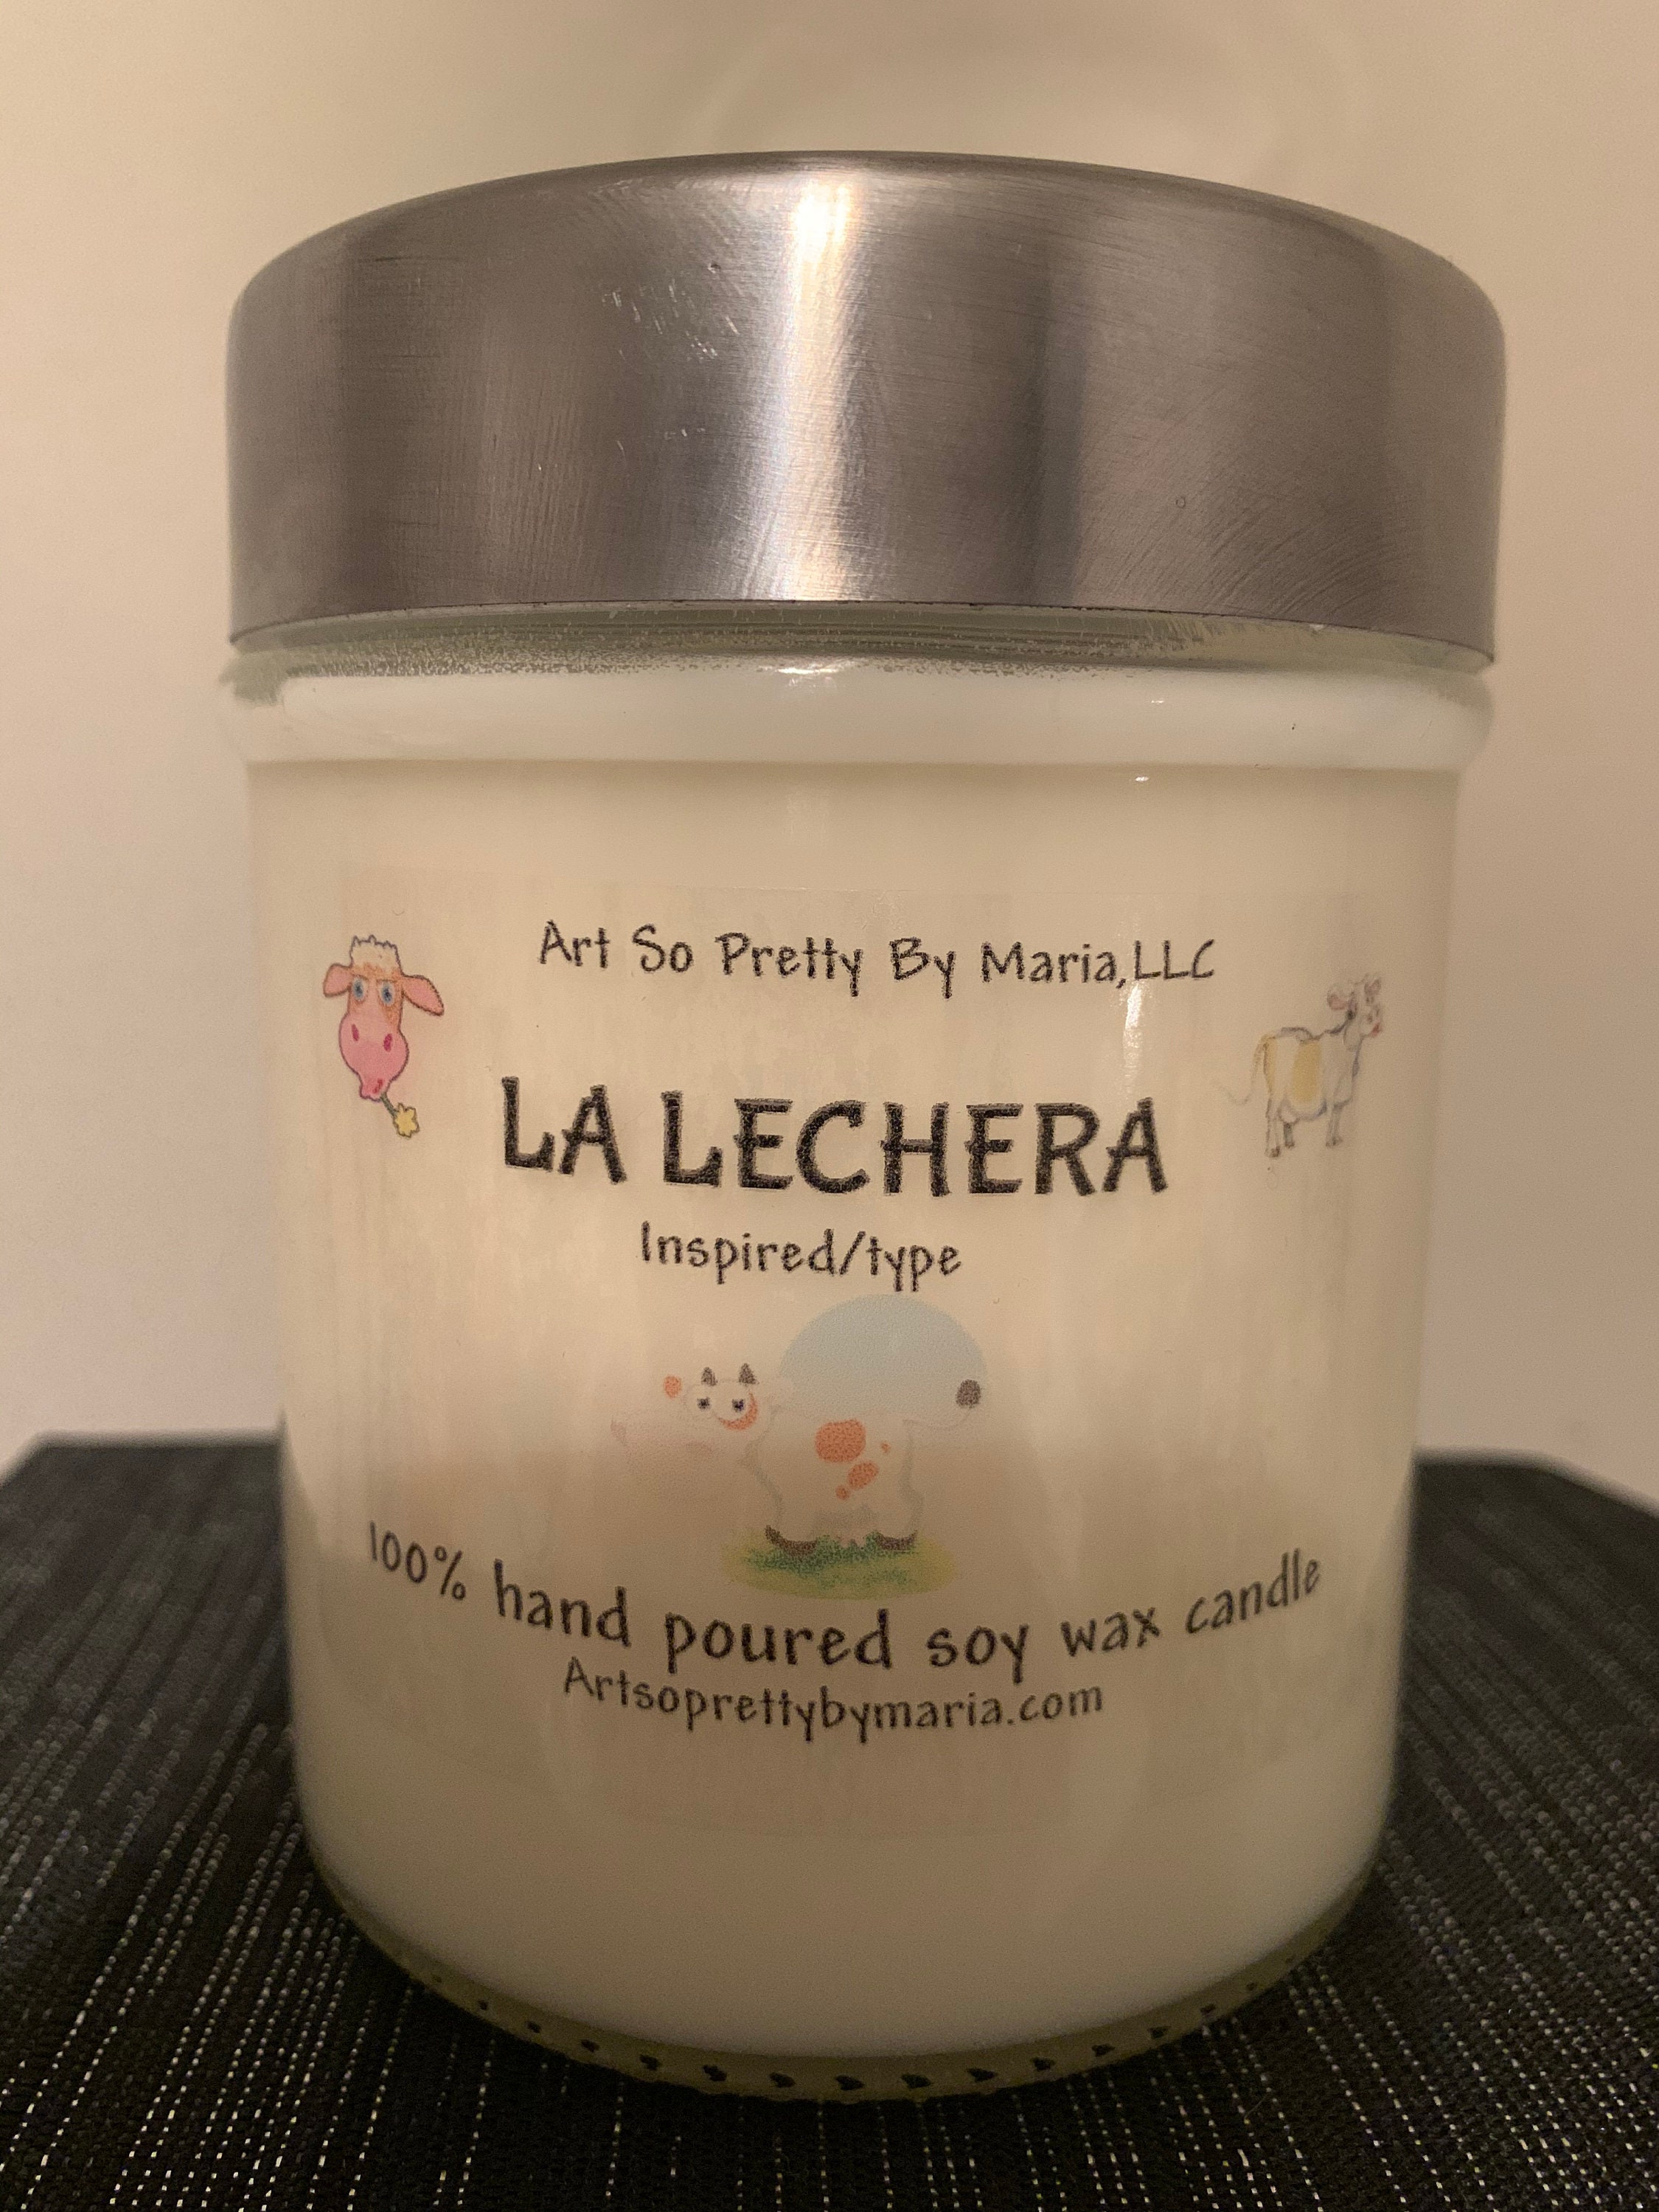 Art So Pretty By Maria,LLC
LA LECHERA
Inspired/type
100% hand poured soy wax candle
Artsoprettybymaria.com